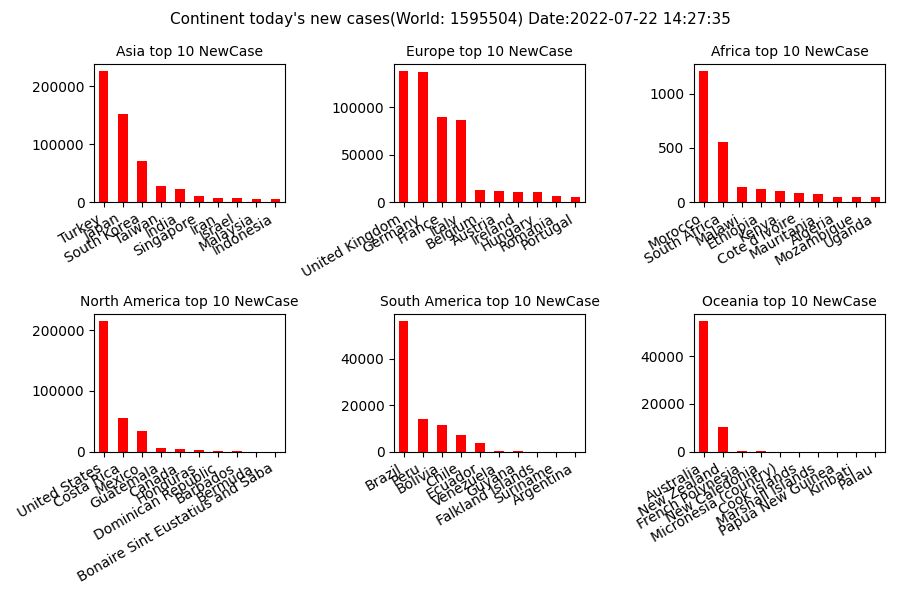 Continent today's new cases(World: 1595504) Date:2022-07-22 14:27:35
Asia top 10 NewCase
200000
100000
0
Turkey
Japan
South Korea
Taiwan
India
Singapore
Iran
Israel
Malaysia
Indonesia
Europe top 10 NewCase
100000
50000
0
United Kingdom
Germany
France
Italy
Belgium
Austria
Ireland
Hungary
Romania
Portugal
Africa top 10 NewCase
1000
500
0
Morocco
South Africa
Malawi
Ethiopia
Kenya
Cote d'Ivoire
Mauritania
Algeria
Mozambique
Uganda
North America top 10 NewCase
200000
100000
0
United States
Costa Rica
Mexico
Guatemala
Canada
Honduras
Dominican Republic
Barbados
Bermuda
Bonaire Sint Eustatius and Saba
South America top 10 NewCase
40000
20000
0
Brazil
Peru
Bolivia
Chile
Ecuador
Venezuela
Guyana
Falkland Islands
Suriname
Argentina
Oceania top 10 NewCase
40000
20000
0
Australia
New Zealand
French Polynesia
New Caledonia
Micronesia (country)
Cook Islands
Marshall Islands
Papua New Guinea
Kiribati
Palau